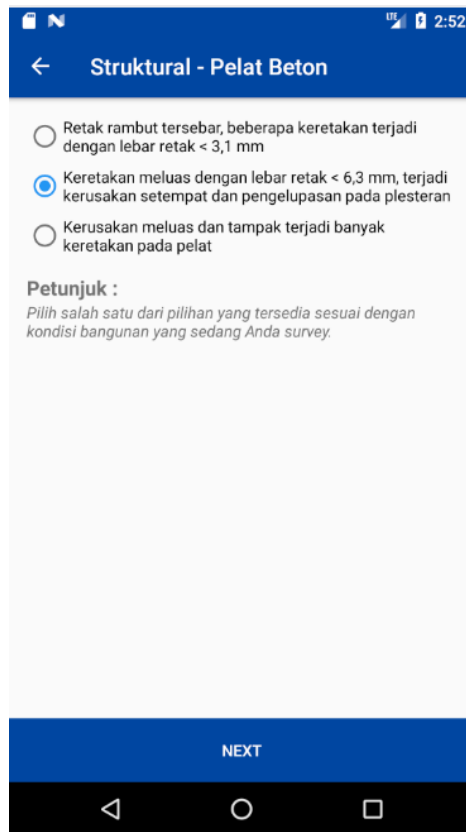 LTE 2:52
Struktural - Pelat Beton
Retak rambut tersebar, beberapa keretakan terjadi
dengan lebar retak < 3,1 mm
Keretakan meluas dengan lebar retak < 6,3 mm, terjadi
kerusakan setempat dan pengelupasan pada plesteran
Kerusakan meluas dan tampak terjadi banyak
keretakan pada pelat
Petunjuk :
Pilih salah satu dari pilihan yang tersedia sesuai dengan
kondisi bangunan yang sedang Anda survey.
NEXT